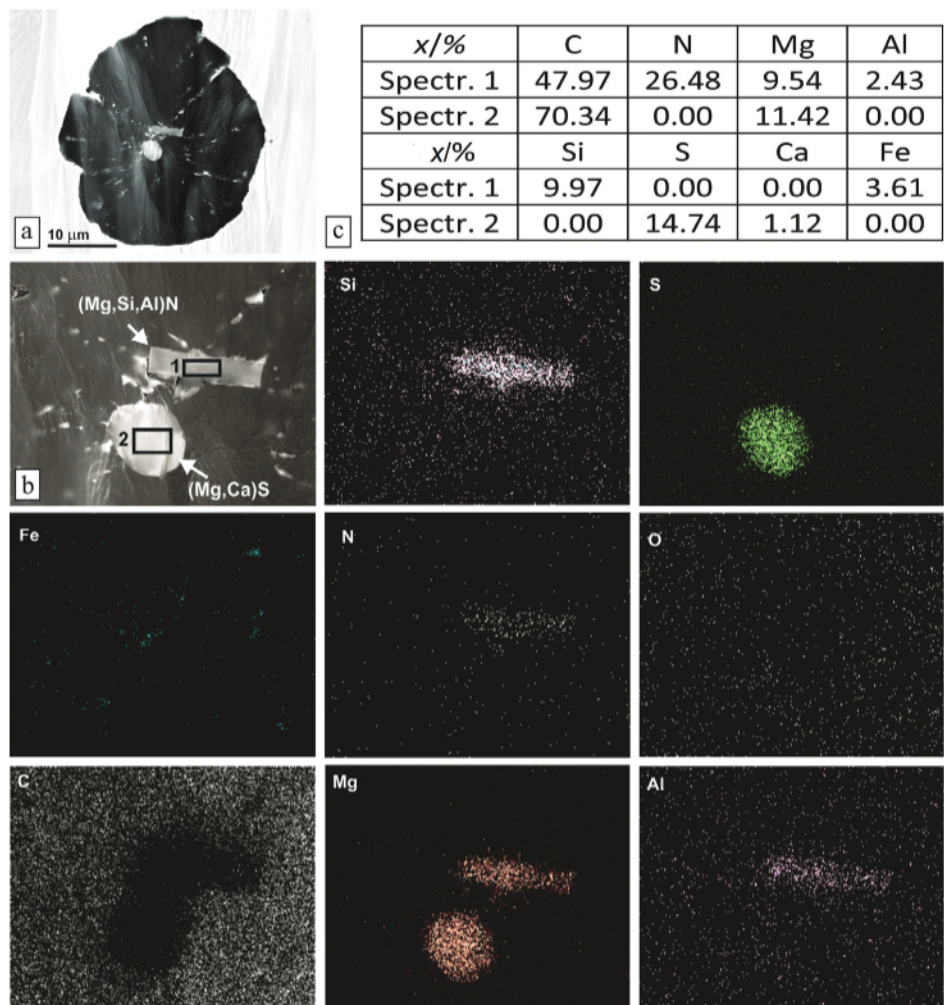 x/% C N Mg Al
Spectr. 1 47.97 26.48 9.54 2.43
Spectr. 2 70.34 0.00 11.42 0.00
x/% Si S Ca Fe
Spectr. 1 9.97 0.00 0.00 3.61
Spectr. 2 0.00 14.74 1.12 0.00
a 10 µm c
(Mg,Si,Al)N
1
2
(Mg,Ca)S
b
Si
S
Fe
N
O
C
Mg
Al